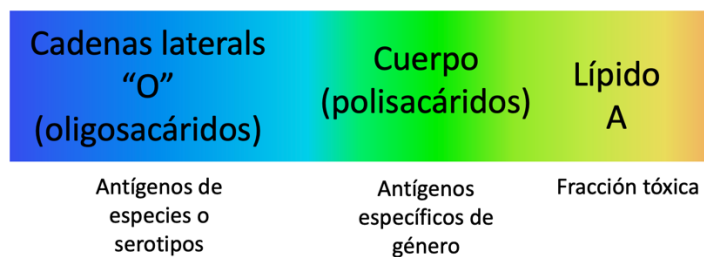 Cadenas laterals
“O”
(oligosacáridos)
Cuerpo
(polisacáridos)
Lípido
A
Antígenos de
especies o
serotipos
Antígenos
específicos de
género
Fracción tóxica